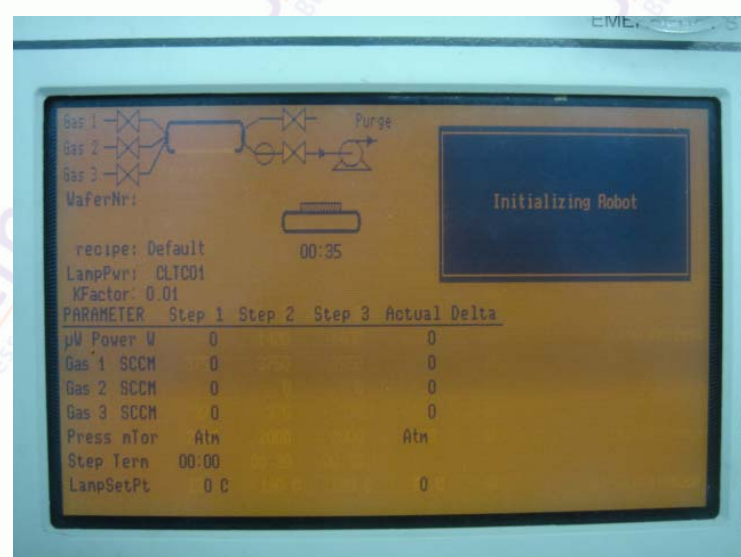 Gas 1
Purge
Gas 2
Gas 3
WaferNr:
Initializing Robot
recipe: Default
00:35
LampPwr: CLTC01
KFactor: 0.01
PARAMETER Step 1 Step 2 Step 3 Actual Delta
µW Power W 0 0
Gas 1 SCCM 0 0
Gas 2 SCCM 0 0
Gas 3 SCCM 0 0
Press mTor Atm Atm
Step Term 00:00
LampSetPt 0 C 0